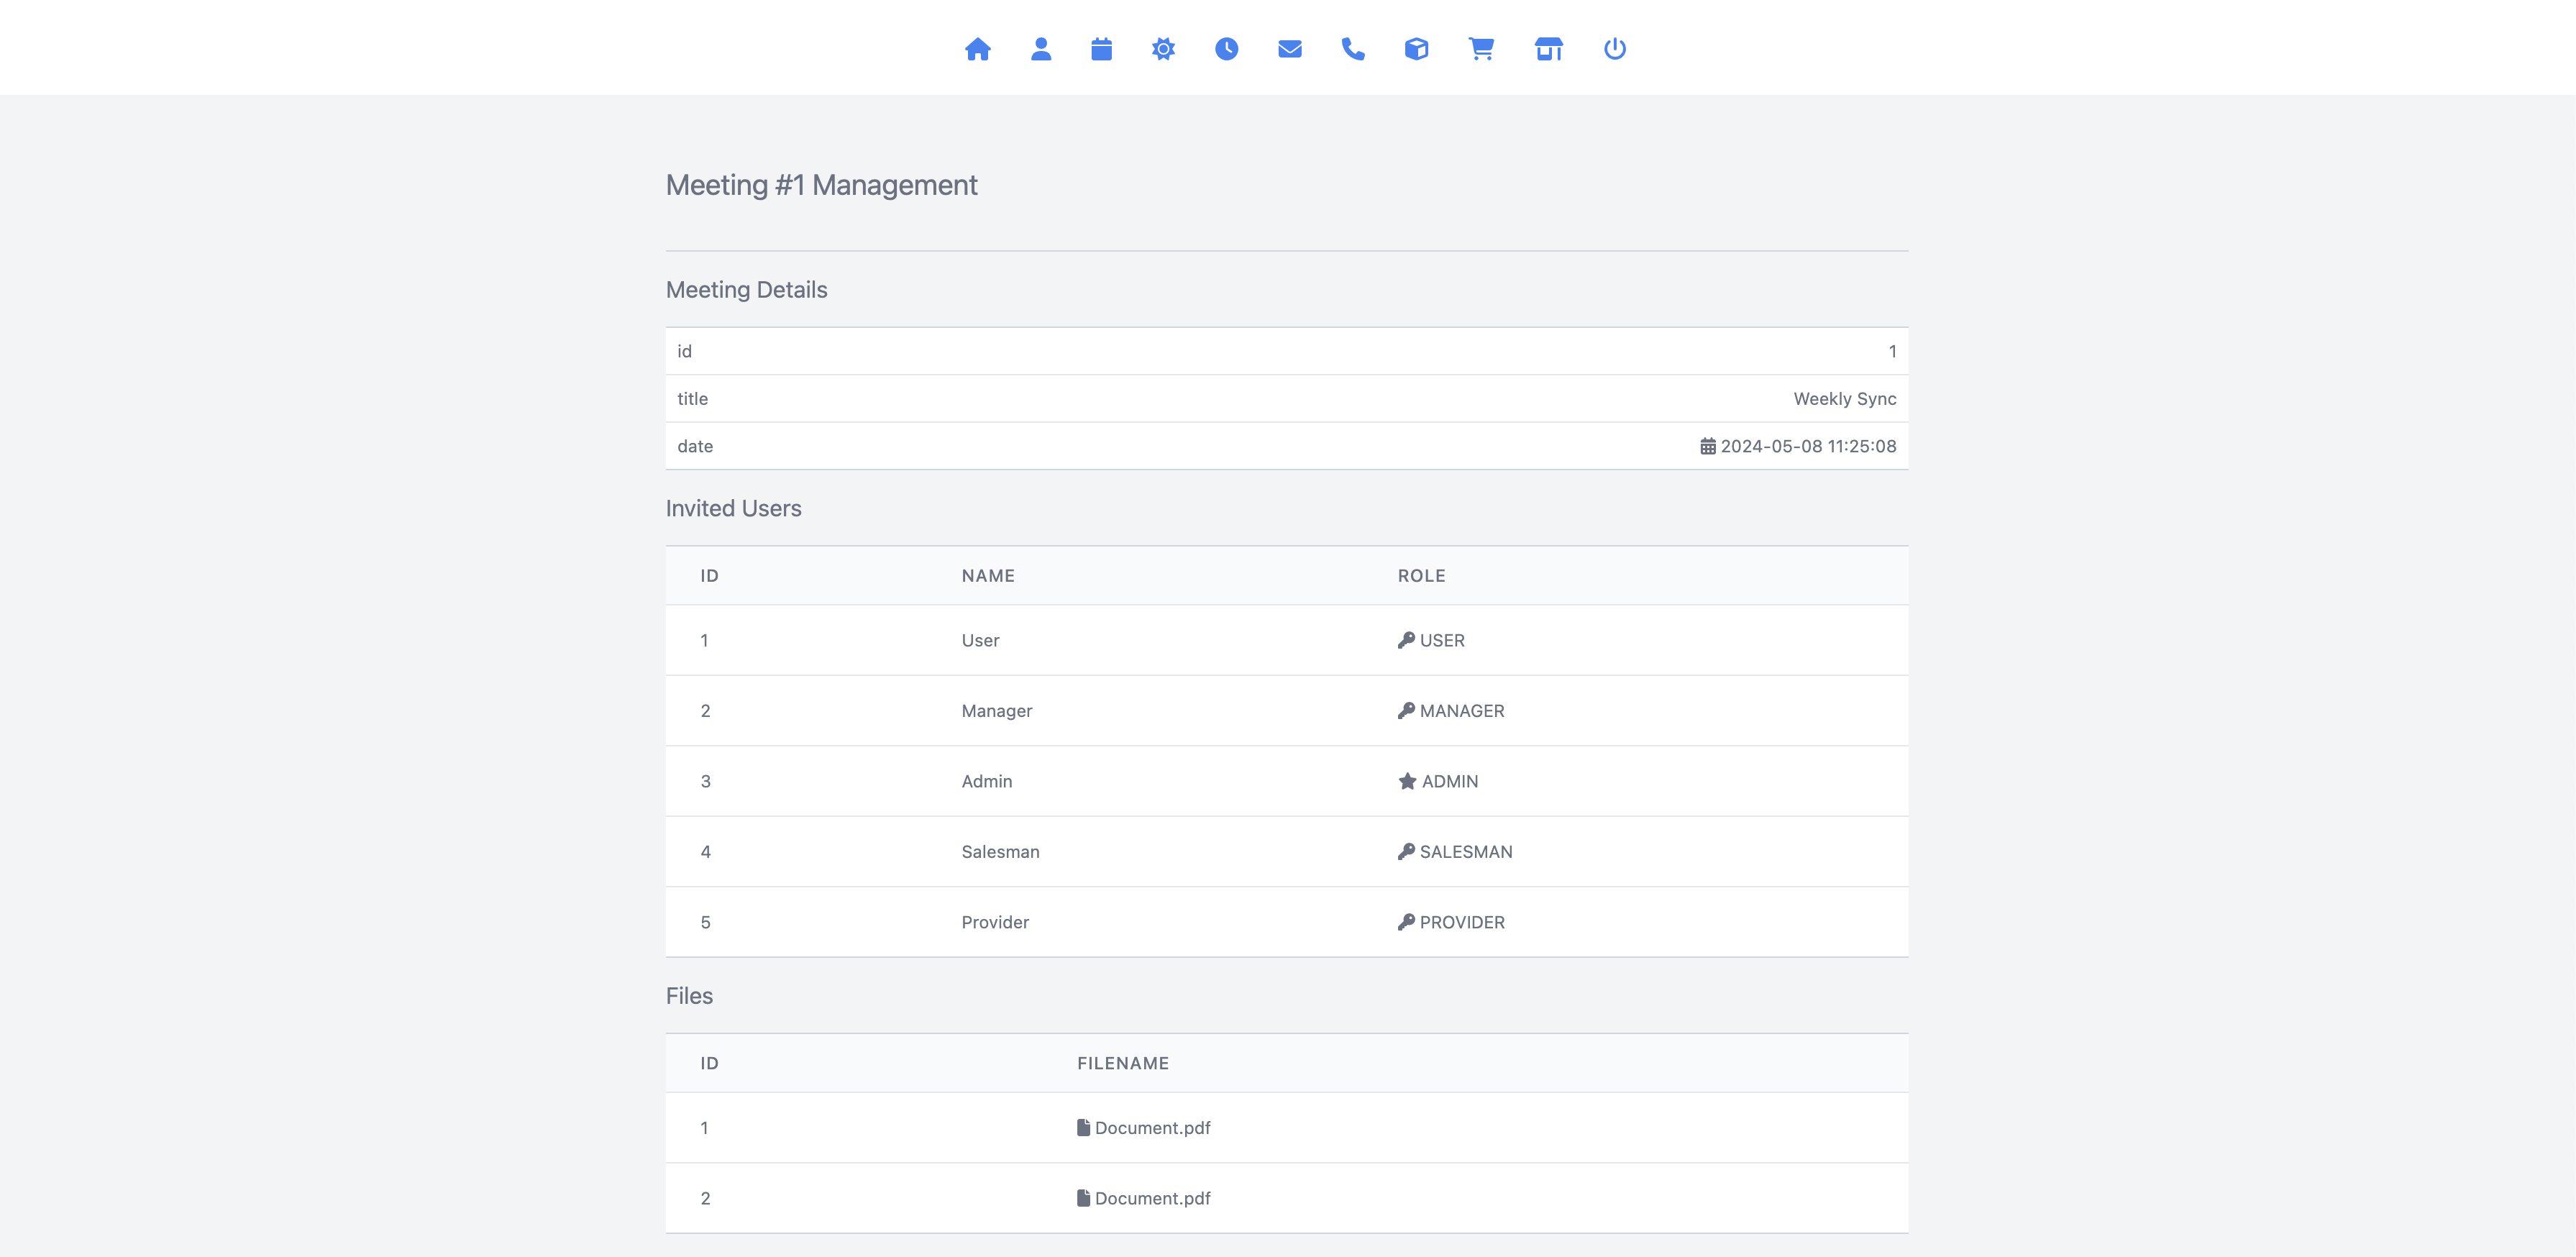 Meeting #1 Management
Meeting Details
id 1
title Weekly Sync
date 2024-05-08 11:25:08
Invited Users
ID NAME ROLE
1 User USER
2 Manager MANAGER
3 Admin ADMIN
4 Salesman SALESMAN
5 Provider PROVIDER
Files
ID FILENAME
1 Document.pdf
2 Document.pdf